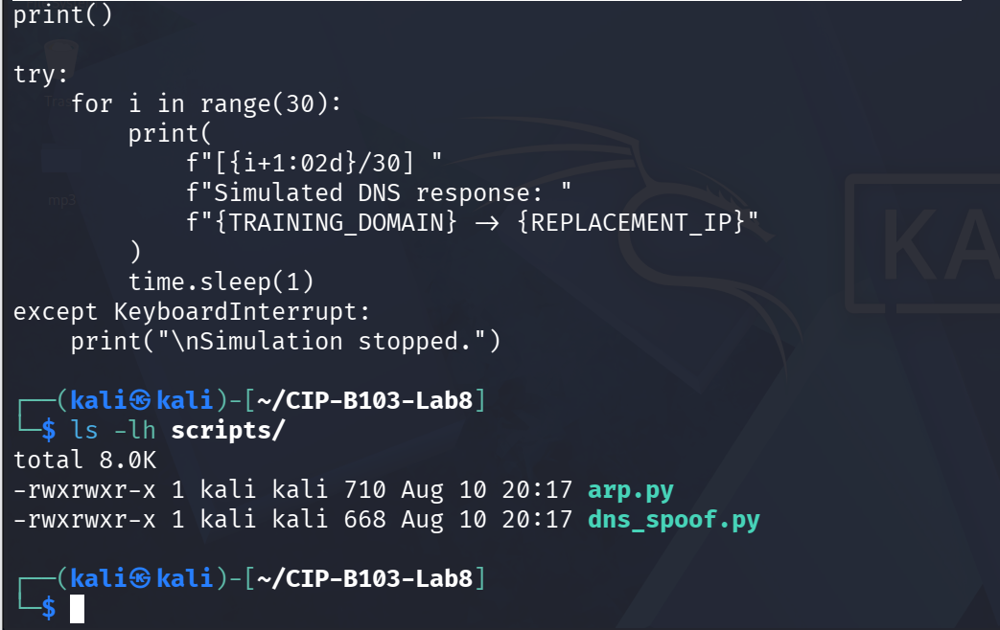 print()

try:
    for i in range(30):
        print(
            f"[{i+1:02d}/30] "
            f"Simulated DNS response: "
            f"{TRAINING_DOMAIN} → {REPLACEMENT_IP}"
        )
        time.sleep(1)
except KeyboardInterrupt:
    print("\nSimulation stopped.")

┌──(kali㉿kali)-[~/CIP-B103-Lab8]
└─$ ls -lh scripts/
total 8.0K
-rwxrwxr-x 1 kali kali 710 Aug 10 20:17 arp.py
-rwxrwxr-x 1 kali kali 668 Aug 10 20:17 dns_spoof.py

┌──(kali㉿kali)-[~/CIP-B103-Lab8]
└─$
mp3
KA